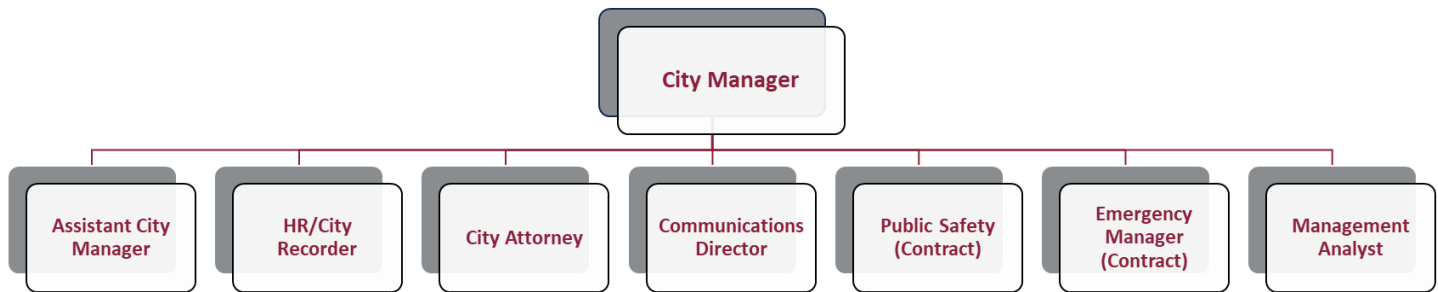 City Manager
Assistant City
Manager
HR/City
Recorder
City Attorney
Communications
Director
Public Safety
(Contract)
Emergency
Manager
(Contract)
Management
Analyst